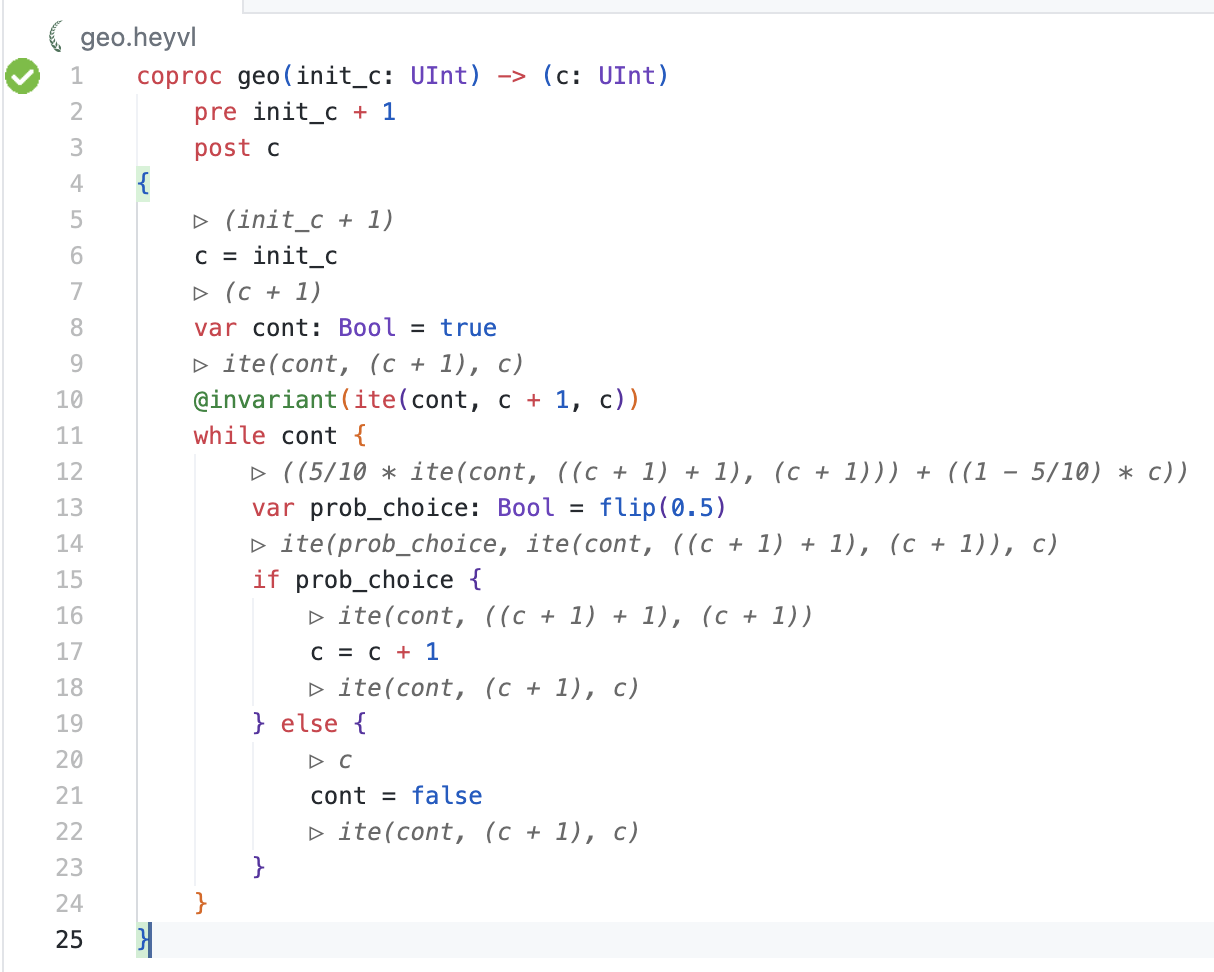 geo.heyvl
1 coproc geo(init_c: UInt) -> (c: UInt)
2 pre init_c + 1
3 post c
4 {
5 ▷ (init_c + 1)
6 c = init_c
7 ▷ (c + 1)
8 var cont: Bool = true
9 ▷ ite(cont, (c + 1), c)
10 @invariant(ite(cont, c + 1, c))
11 while cont {
12 ▷ ((5/10 * ite(cont, ((c + 1) + 1), (c + 1))) + ((1 - 5/10) * c))
13 var prob_choice: Bool = flip(0.5)
14 ▷ ite(prob_choice, ite(cont, ((c + 1) + 1), (c + 1)), c)
15 if prob_choice {
16 ▷ ite(cont, ((c + 1) + 1), (c + 1))
17 c = c + 1
18 ▷ ite(cont, (c + 1), c)
19 } else {
20 ▷ c
21 cont = false
22 ▷ ite(cont, (c + 1), c)
23 }
24 }
25 }